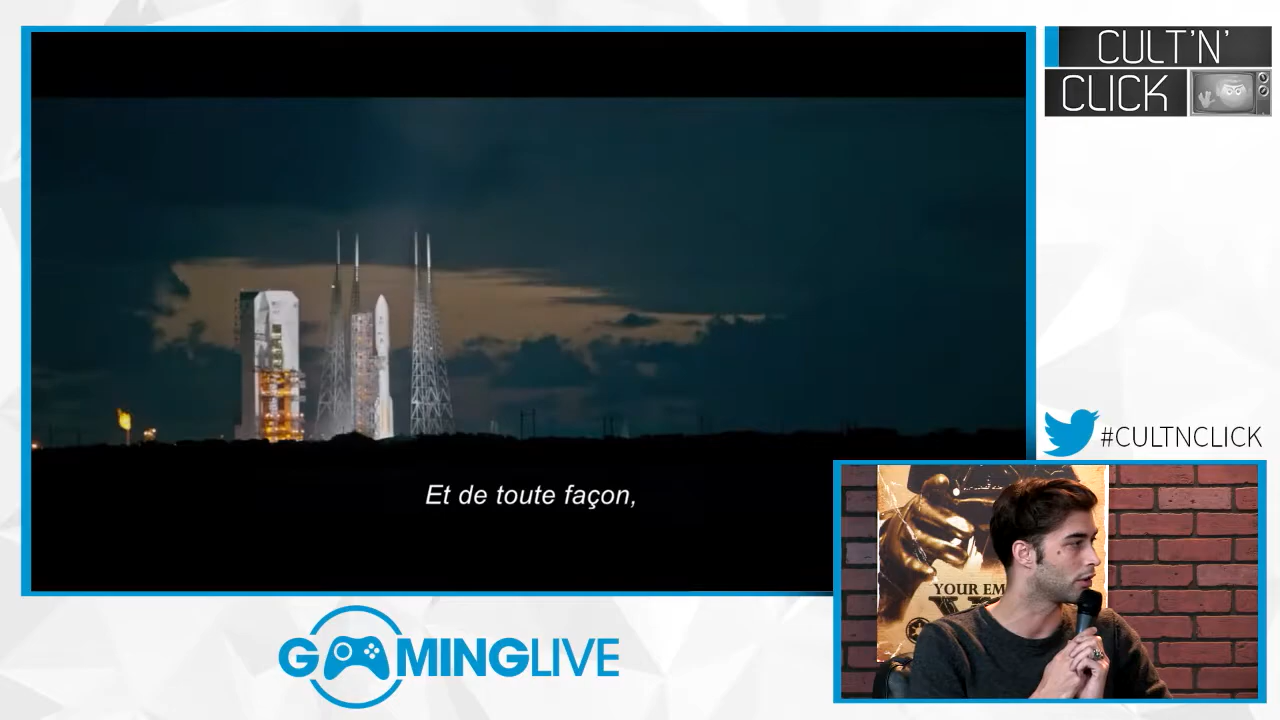 CULT'N'
CLICK
#CULTNCLICK
Et de toute façon,
YOUR EM
GAMINGLIVE